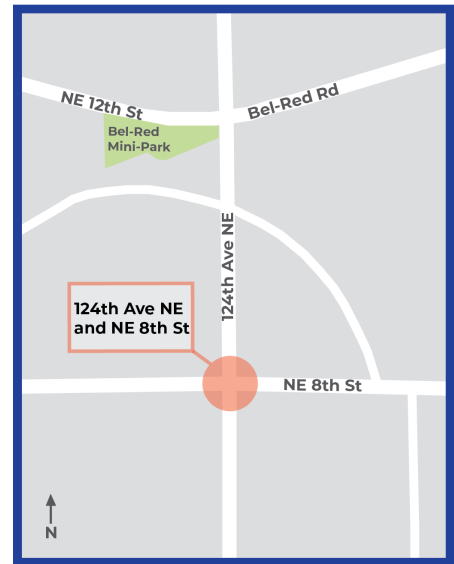 NE 12th St
Bel-Red Rd
Bel-Red
Mini-Park
124th Ave NE
124th Ave NE
and NE 8th St
NE 8th St
N